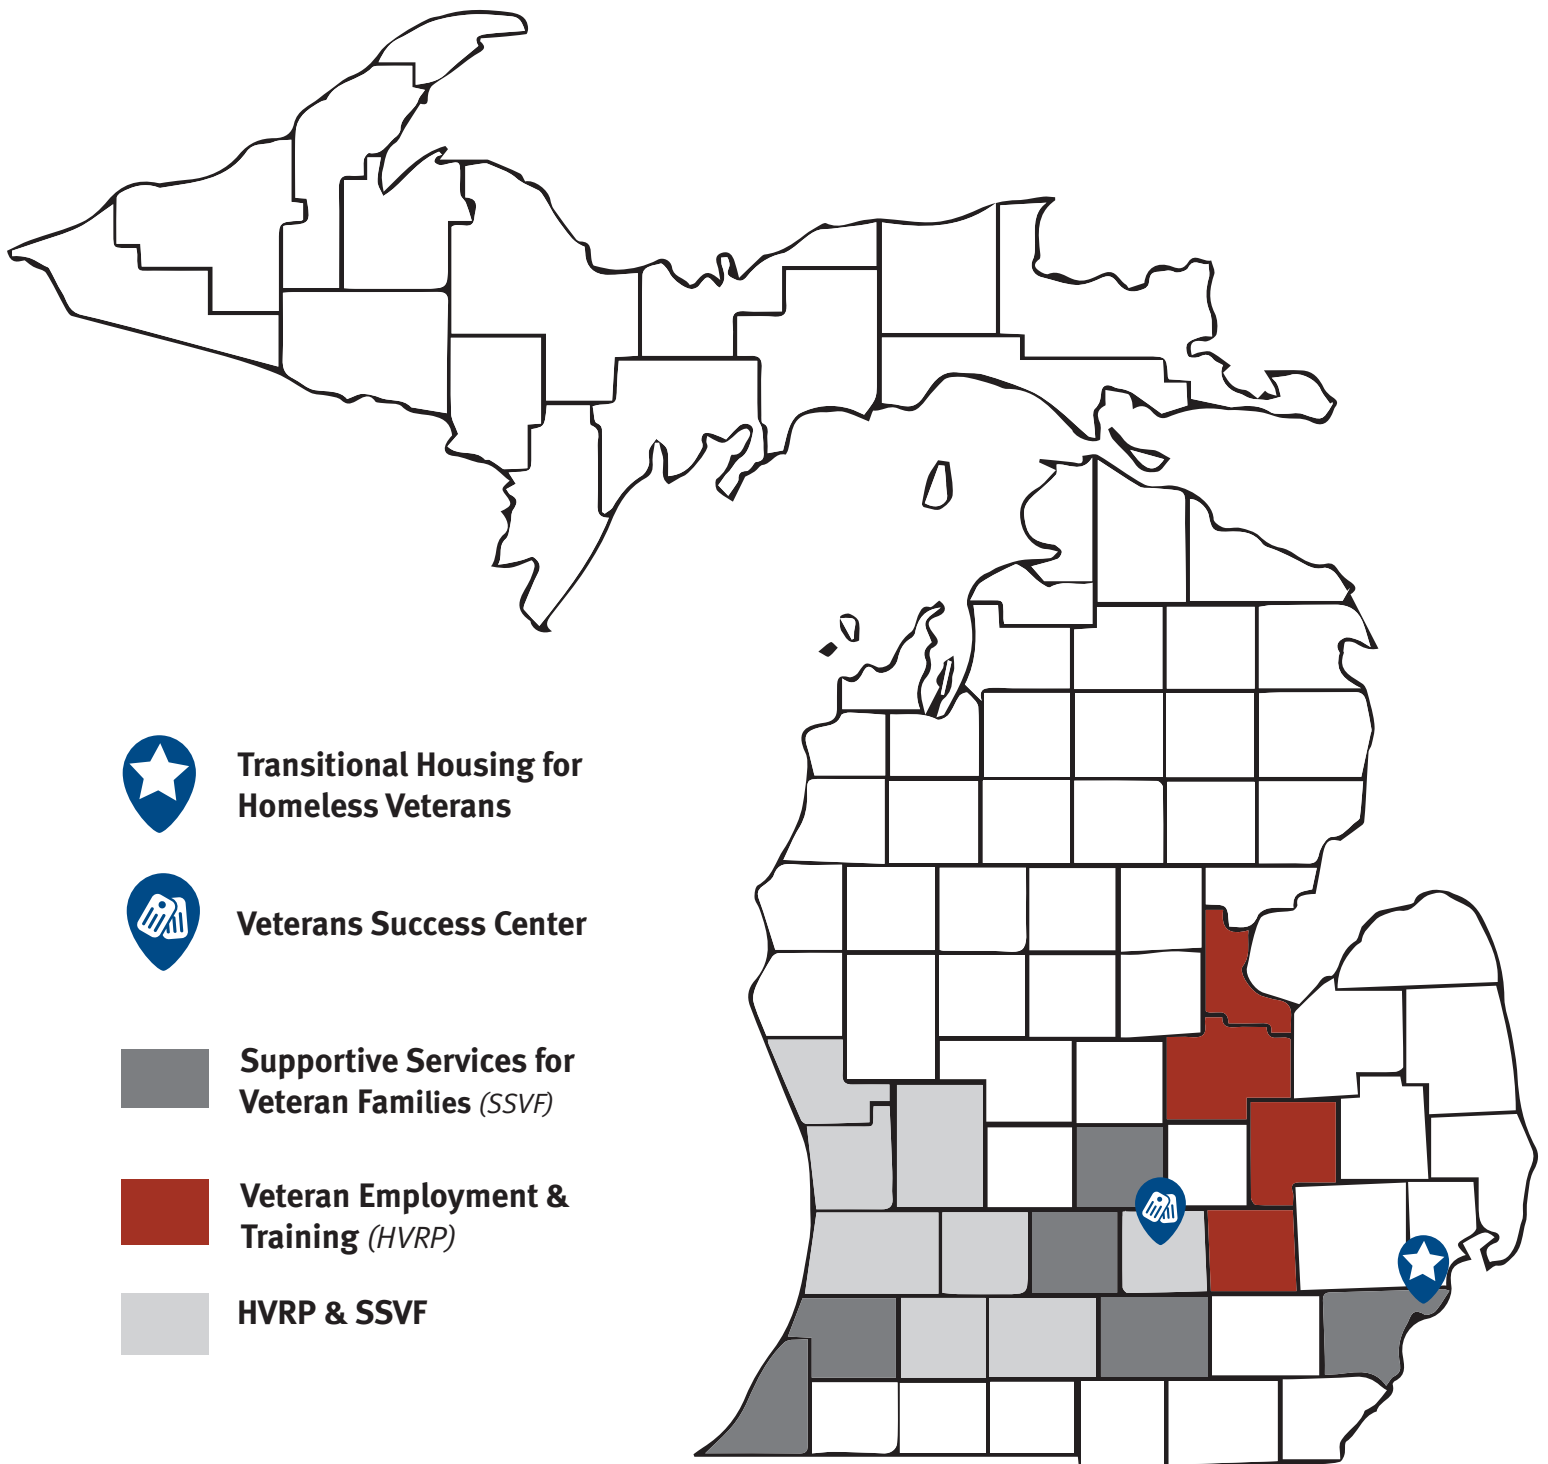 Transitional Housing for
Homeless Veterans
Veterans Success Center
Supportive Services for
Veteran Families (SSVF)
Veteran Employment &
Training (HVRP)
HVRP & SSVF